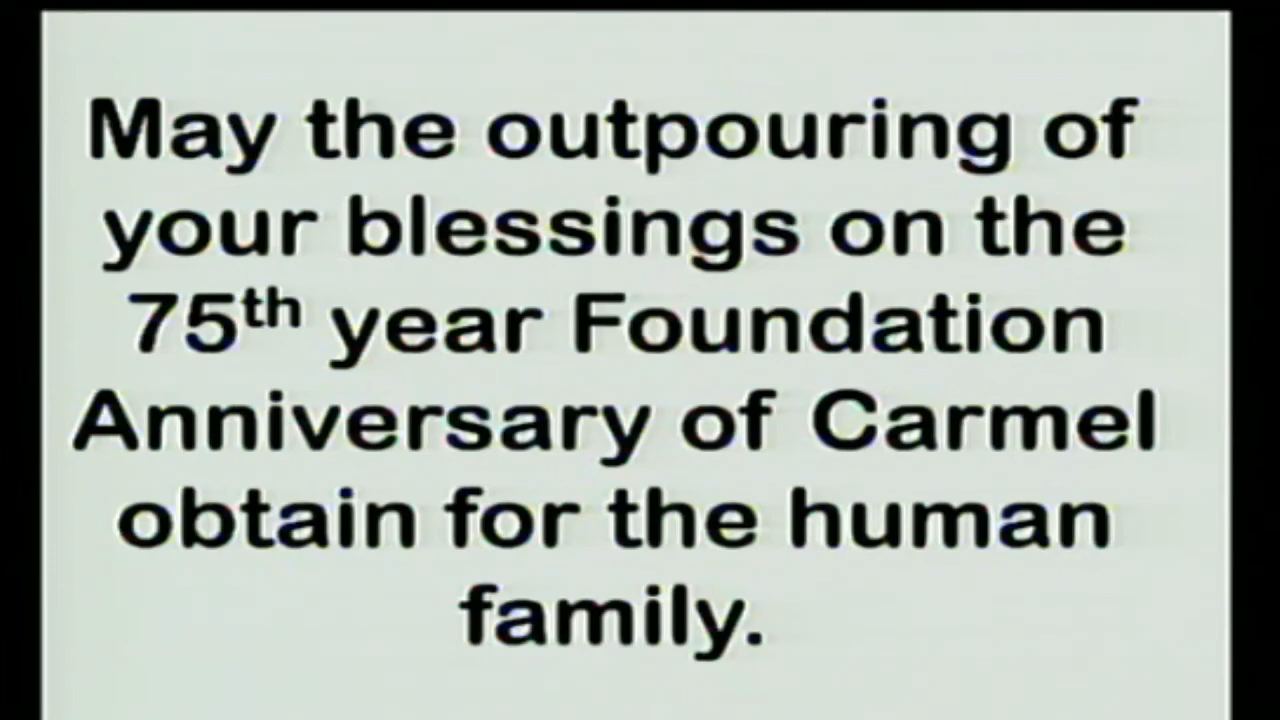 May the outpouring of
your blessings on the
75th year Foundation
Anniversary of Carmel
obtain for the human
family.